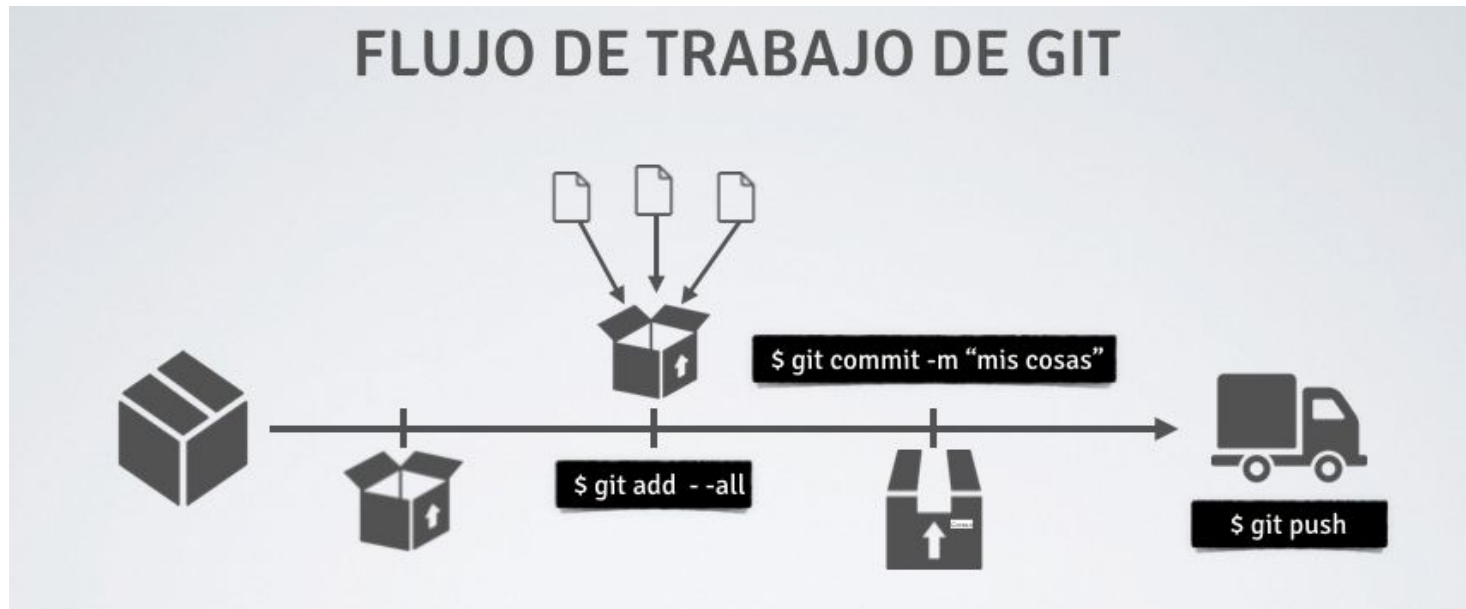 FLUJO DE TRABAJO DE GIT
$ git commit -m “mis cosas”
$ git add - -all
$ git push